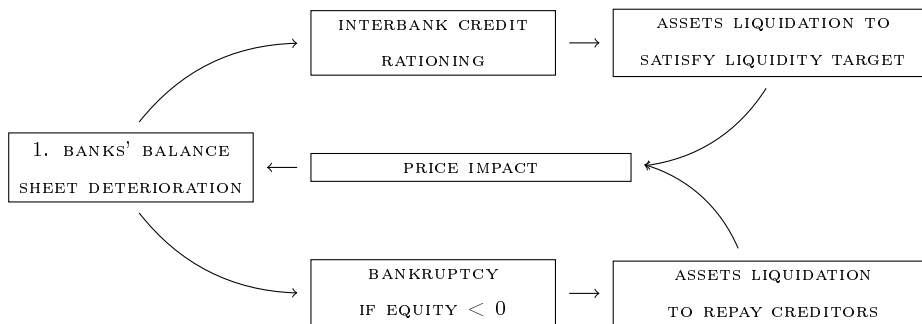 INTERBANK CREDIT
RATIONING
ASSETS LIQUIDATION TO
SATISFY LIQUIDITY TARGET
1. BANKS' BALANCE
SHEET DETERIORATION
PRICE IMPACT
BANKRUPTCY
IF EQUITY < 0
ASSETS LIQUIDATION
TO REPAY CREDITORS